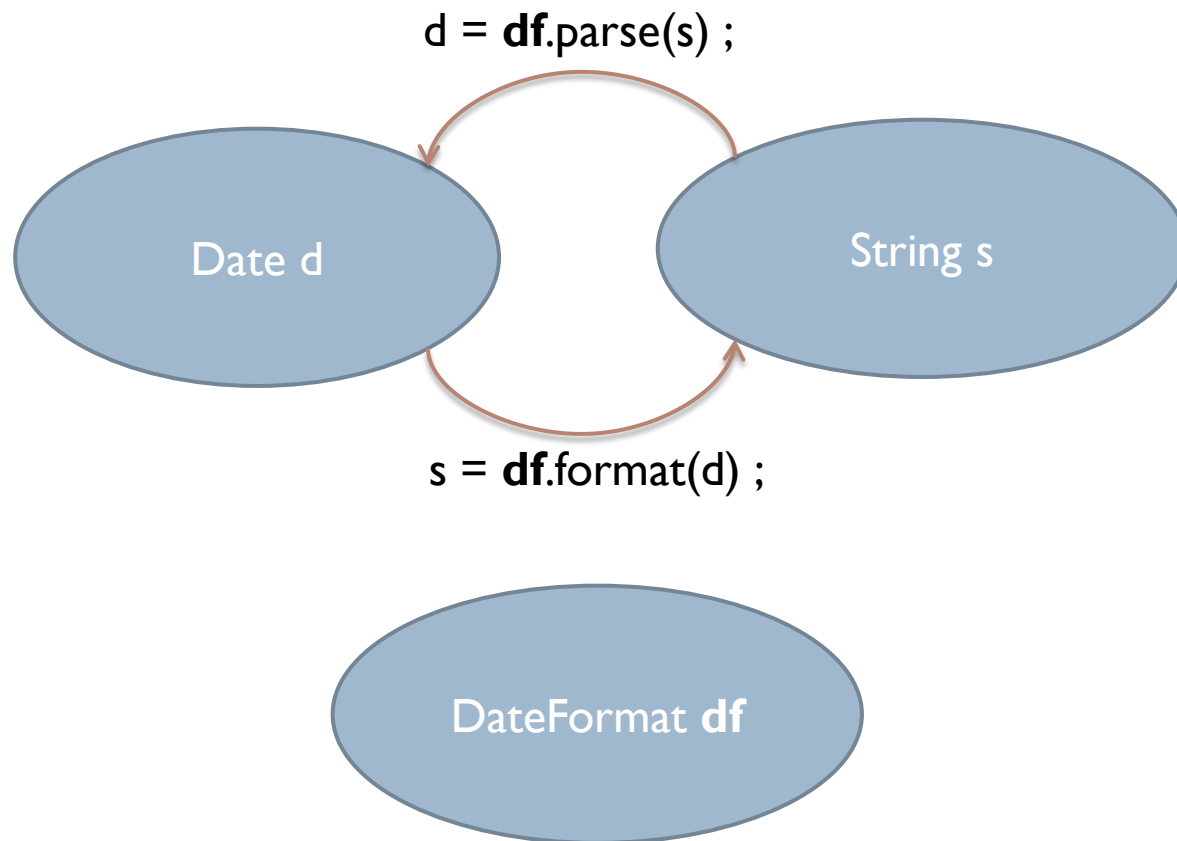 d = df.parse(s) ;
Date d
String s
s = df.format(d) ;
DateFormat df